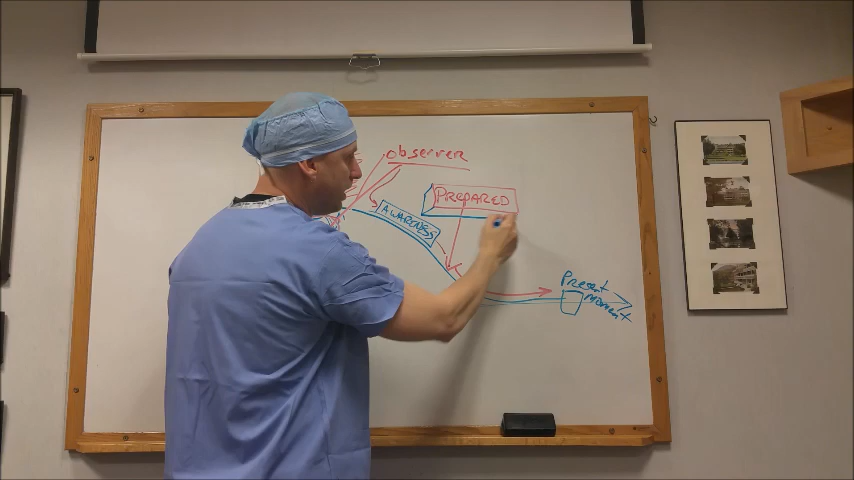 observer
PREPARED
AWARENESS
Present
moment